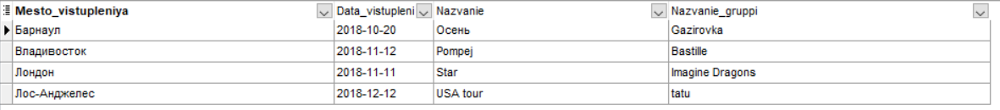 Mesto_vistupleniya Data_vistupleni Nazvanie Nazvanie_gruppi
Барнаул 2018-10-20 Осень Gazirovka
Владивосток 2018-11-12 Pompej Bastille
Лондон 2018-11-11 Star Imagine Dragons
Лос-Анджелес 2018-12-12 USA tour tatu